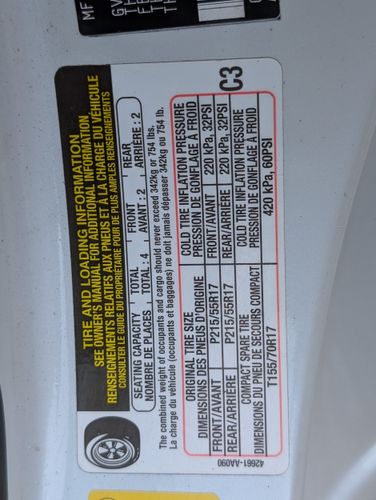 MF
GV
TIRE AND LOADING INFORMATION
SEE OWNER'S MANUAL FOR ADDITIONAL INFORMATION
RENSEIGNEMENTS RELATIFS AUX PNEUS ET À LA CHARGE DU VÉHICULE
CONSULTER LE GUIDE DU PROPRIÉTAIRE POUR DE PLUS AMPLES RENSEIGNEMENTS
SEATING CAPACITY TOTAL FRONT REAR
NOMBRE DE PLACES TOTAL : 4 AVANT : 2 ARRIÈRE : 2
The combined weight of occupants and cargo should never exceed 342kg or 754 lbs.
La charge du véhicule (occupants et baggages) ne doit jamais dépasser 342kg ou 754 lb.
ORIGINAL TIRE SIZE COLD TIRE INFLATION PRESSURE
DIMENSIONS DES PNEUS D'ORIGINE PRESSION DE GONFLAGE À FROID
FRONT/AVANT P215/55R17 FRONT/AVANT 220 kPa, 32PSI
REAR/ARRIERE P215/55R17 REAR/ARRIERE 220 kPa, 32PSI
COMPACT SPARE TIRE COLD TIRE INFLATION PRESSURE
DIMENSIONS DU PNEU DE SECOURS COMPACT PRESSION DE GONFLAGE À FROID
T155/70R17 420 kPa, 60PSI
42661-AA090
C3